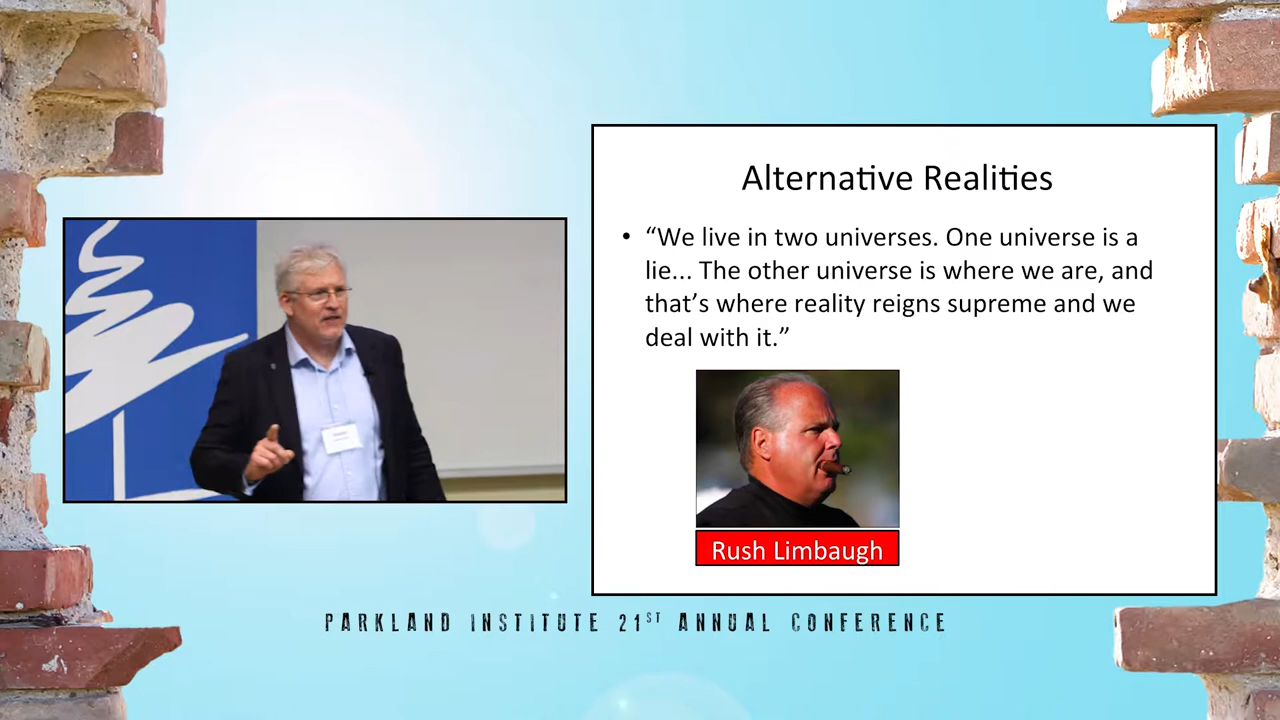 Alternative Realities
• “We live in two universes. One universe is a
lie... The other universe is where we are, and
that’s where reality reigns supreme and we
deal with it.”
Rush Limbaugh
PARKLAND INSTITUTE 21ST ANNUAL CONFERENCE